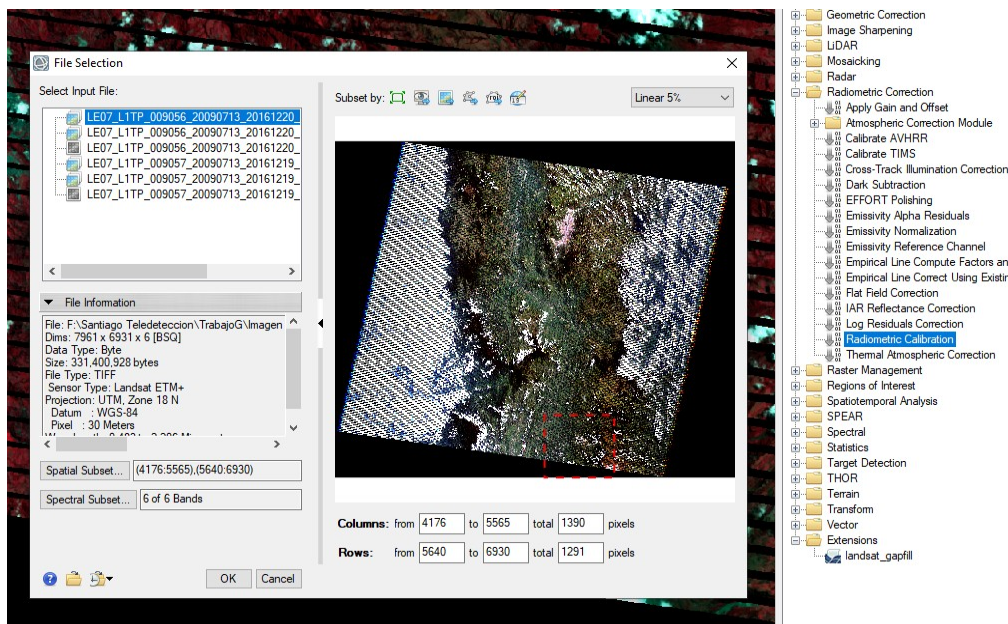 File Selection
Select Input File:
LE07_L1TP_009056_20090713_20161220_
LE07_L1TP_009056_20090713_20161220_
LE07_L1TP_009056_20090713_20161220_
LE07_L1TP_009057_20090713_20161219_
LE07_L1TP_009057_20090713_20161219_
LE07_L1TP_009057_20090713_20161219_
File Information
File: F:\Santiago Teledeteccion\TrabajoG\Imagen
Dims: 7961 x 6931 x 6 [BSQ]
Data Type: Byte
Size: 331,400,928 bytes
File Type: TIFF
Sensor Type: Landsat ETM+
Projection: UTM, Zone 18 N
Datum : WGS-84
Pixel : 30 Meters
Spatial Subset... (4176:5565),(5640:6930)
Spectral Subset... 6 of 6 Bands
OK Cancel
Subset by: Linear 5%
Columns: from 4176 to 5565 total 1390 pixels
Rows: from 5640 to 6930 total 1291 pixels
Geometric Correction
Image Sharpening
LiDAR
Mosaicking
Radar
Radiometric Correction
Apply Gain and Offset
Atmospheric Correction Module
Calibrate AVHRR
Calibrate TIMS
Cross-Track Illumination Correction
Dark Subtraction
EFFORT Polishing
Emissivity Alpha Residuals
Emissivity Normalization
Emissivity Reference Channel
Empirical Line Compute Factors an
Empirical Line Correct Using Existin
Flat Field Correction
IAR Reflectance Correction
Log Residuals Correction
Radiometric Calibration
Thermal Atmospheric Correction
Raster Management
Regions of Interest
Spatiotemporal Analysis
SPEAR
Spectral
Statistics
Target Detection
THOR
Terrain
Transform
Vector
Extensions
landsat_gapfill